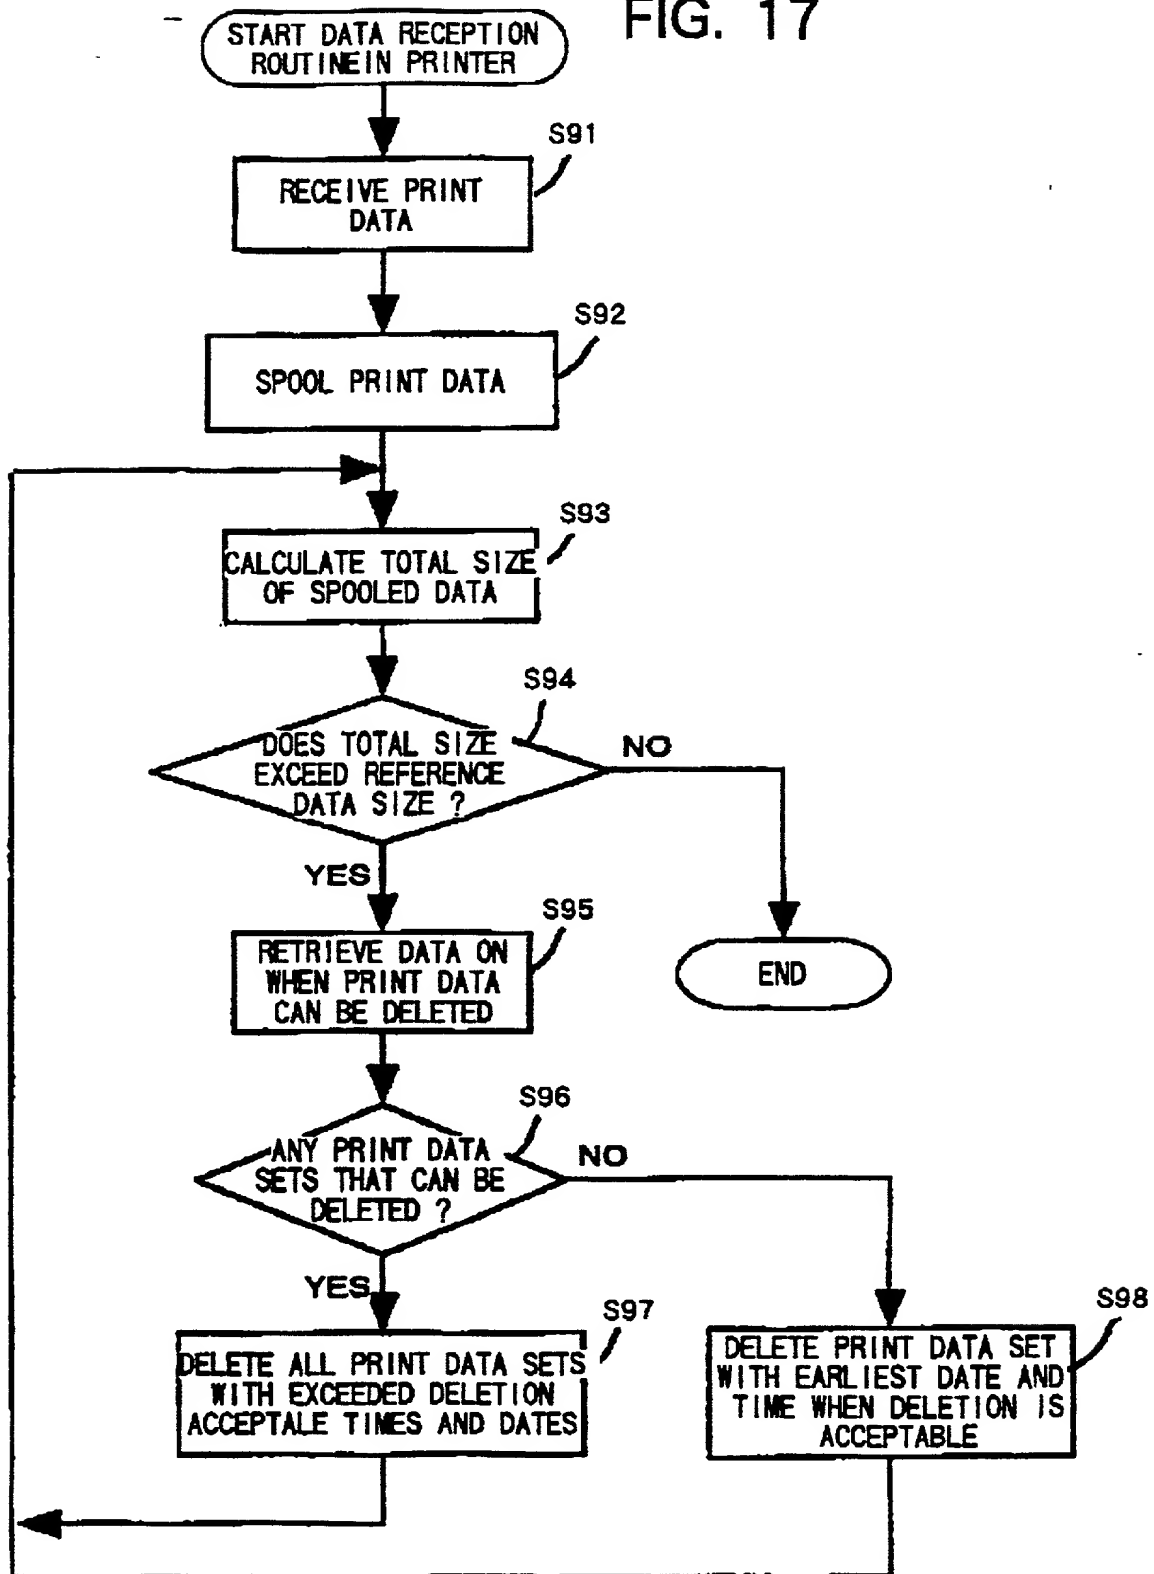 FIG. 17
START DATA RECEPTION
ROUTINEIN PRINTER
S91
RECEIVE PRINT
DATA
S92
SPOOL PRINT DATA
S93
CALCULATE TOTAL SIZE
OF SPOOLED DATA
S94
DOES TOTAL SIZE
EXCEED REFERENCE
DATA SIZE ?
NO
YES
S95
RETRIEVE DATA ON
WHEN PRINT DATA
CAN BE DELETED
END
S96
ANY PRINT DATA
SETS THAT CAN BE
DELETED ?
NO
YES
S97
DELETE ALL PRINT DATA SETS
WITH EXCEEDED DELETION
ACCEPTALE TIMES AND DATES
S98
DELETE PRINT DATA SET
WITH EARLIEST DATE AND
TIME WHEN DELETION IS
ACCEPTABLE